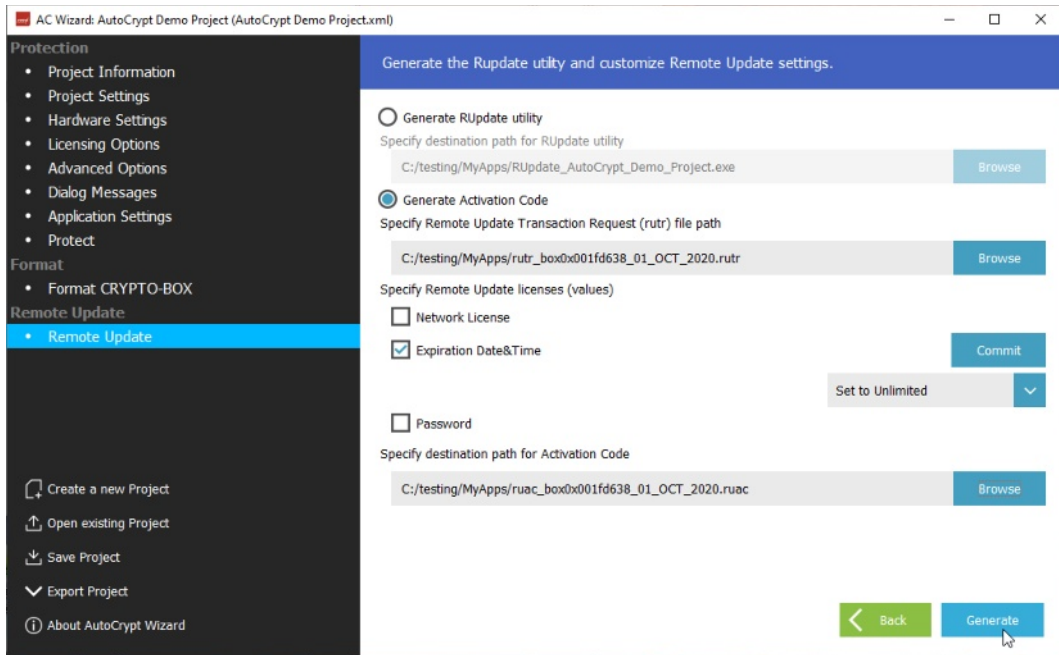 AC Wizard: AutoCrypt Demo Project (AutoCrypt Demo Project.xml)
Protection
• Project Information
• Project Settings
• Hardware Settings
• Licensing Options
• Advanced Options
• Dialog Messages
• Application Settings
• Protect
Format
• Format CRYPTO-BOX
Remote Update
• Remote Update
Create a new Project
Open existing Project
Save Project
Export Project
About AutoCrypt Wizard
Generate the Rupdate utility and customize Remote Update settings.
Generate RUpdate utility
Specify destination path for RUpdate utility
C:/testing/MyApps/RUpdate_AutoCrypt_Demo_Project.exe Browse
Generate Activation Code
Specify Remote Update Transaction Request (rutr) file path
C:/testing/MyApps/rutr_box0x001fd638_01_OCT_2020.rutr Browse
Specify Remote Update licenses (values)
Network License
Expiration Date&Time Commit
Set to Unlimited
Password
Specify destination path for Activation Code
C:/testing/MyApps/ruac_box0x001fd638_01_OCT_2020.ruac Browse
Back Generate